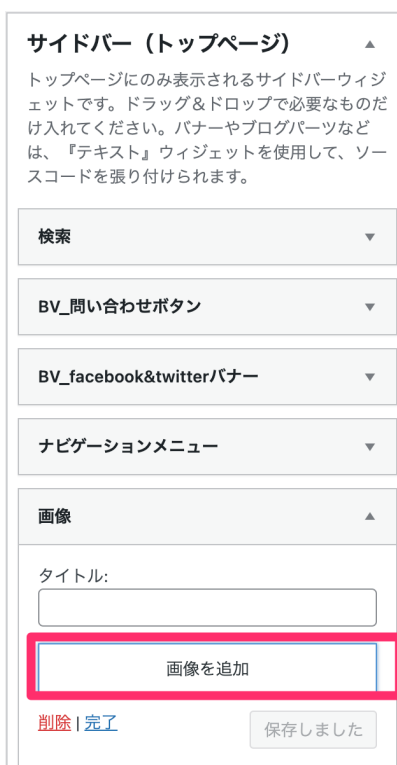 サイドバー（トップページ）
トップページにのみ表示されるサイドバーウィジ
ェットです。ドラッグ＆ドロップで必要なものだ
け入れてください。バナーやブログパーツなど
は、『テキスト』ウィジェットを使用して、ソー
スコードを張り付けられます。
検索
BV_問い合わせボタン
BV_facebook&twitterバナー
ナビゲーションメニュー
画像
タイトル:
画像を追加
削除 | 完了
保存しました